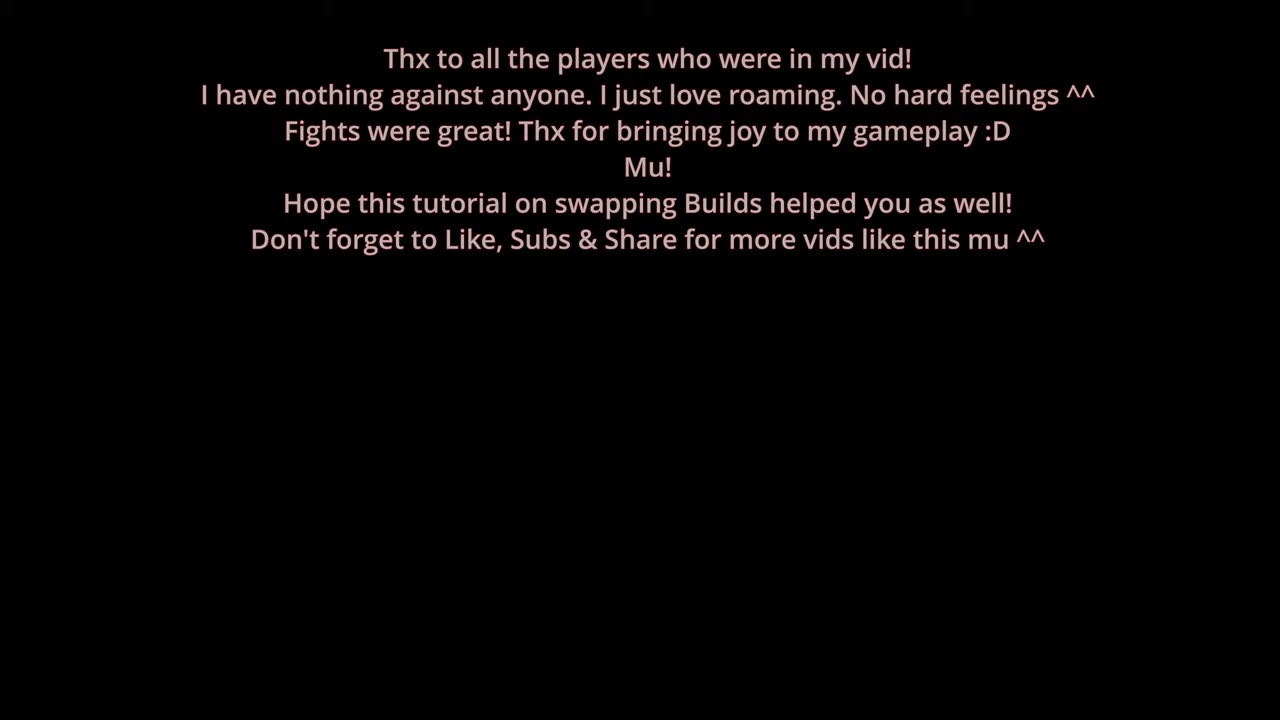 Thx to all the players who were in my vid!
I have nothing against anyone. I just love roaming. No hard feelings ^^
Fights were great! Thx for bringing joy to my gameplay :D
Mu!
Hope this tutorial on swapping Builds helped you as well!
Don't forget to Like, Subs & Share for more vids like this mu ^^